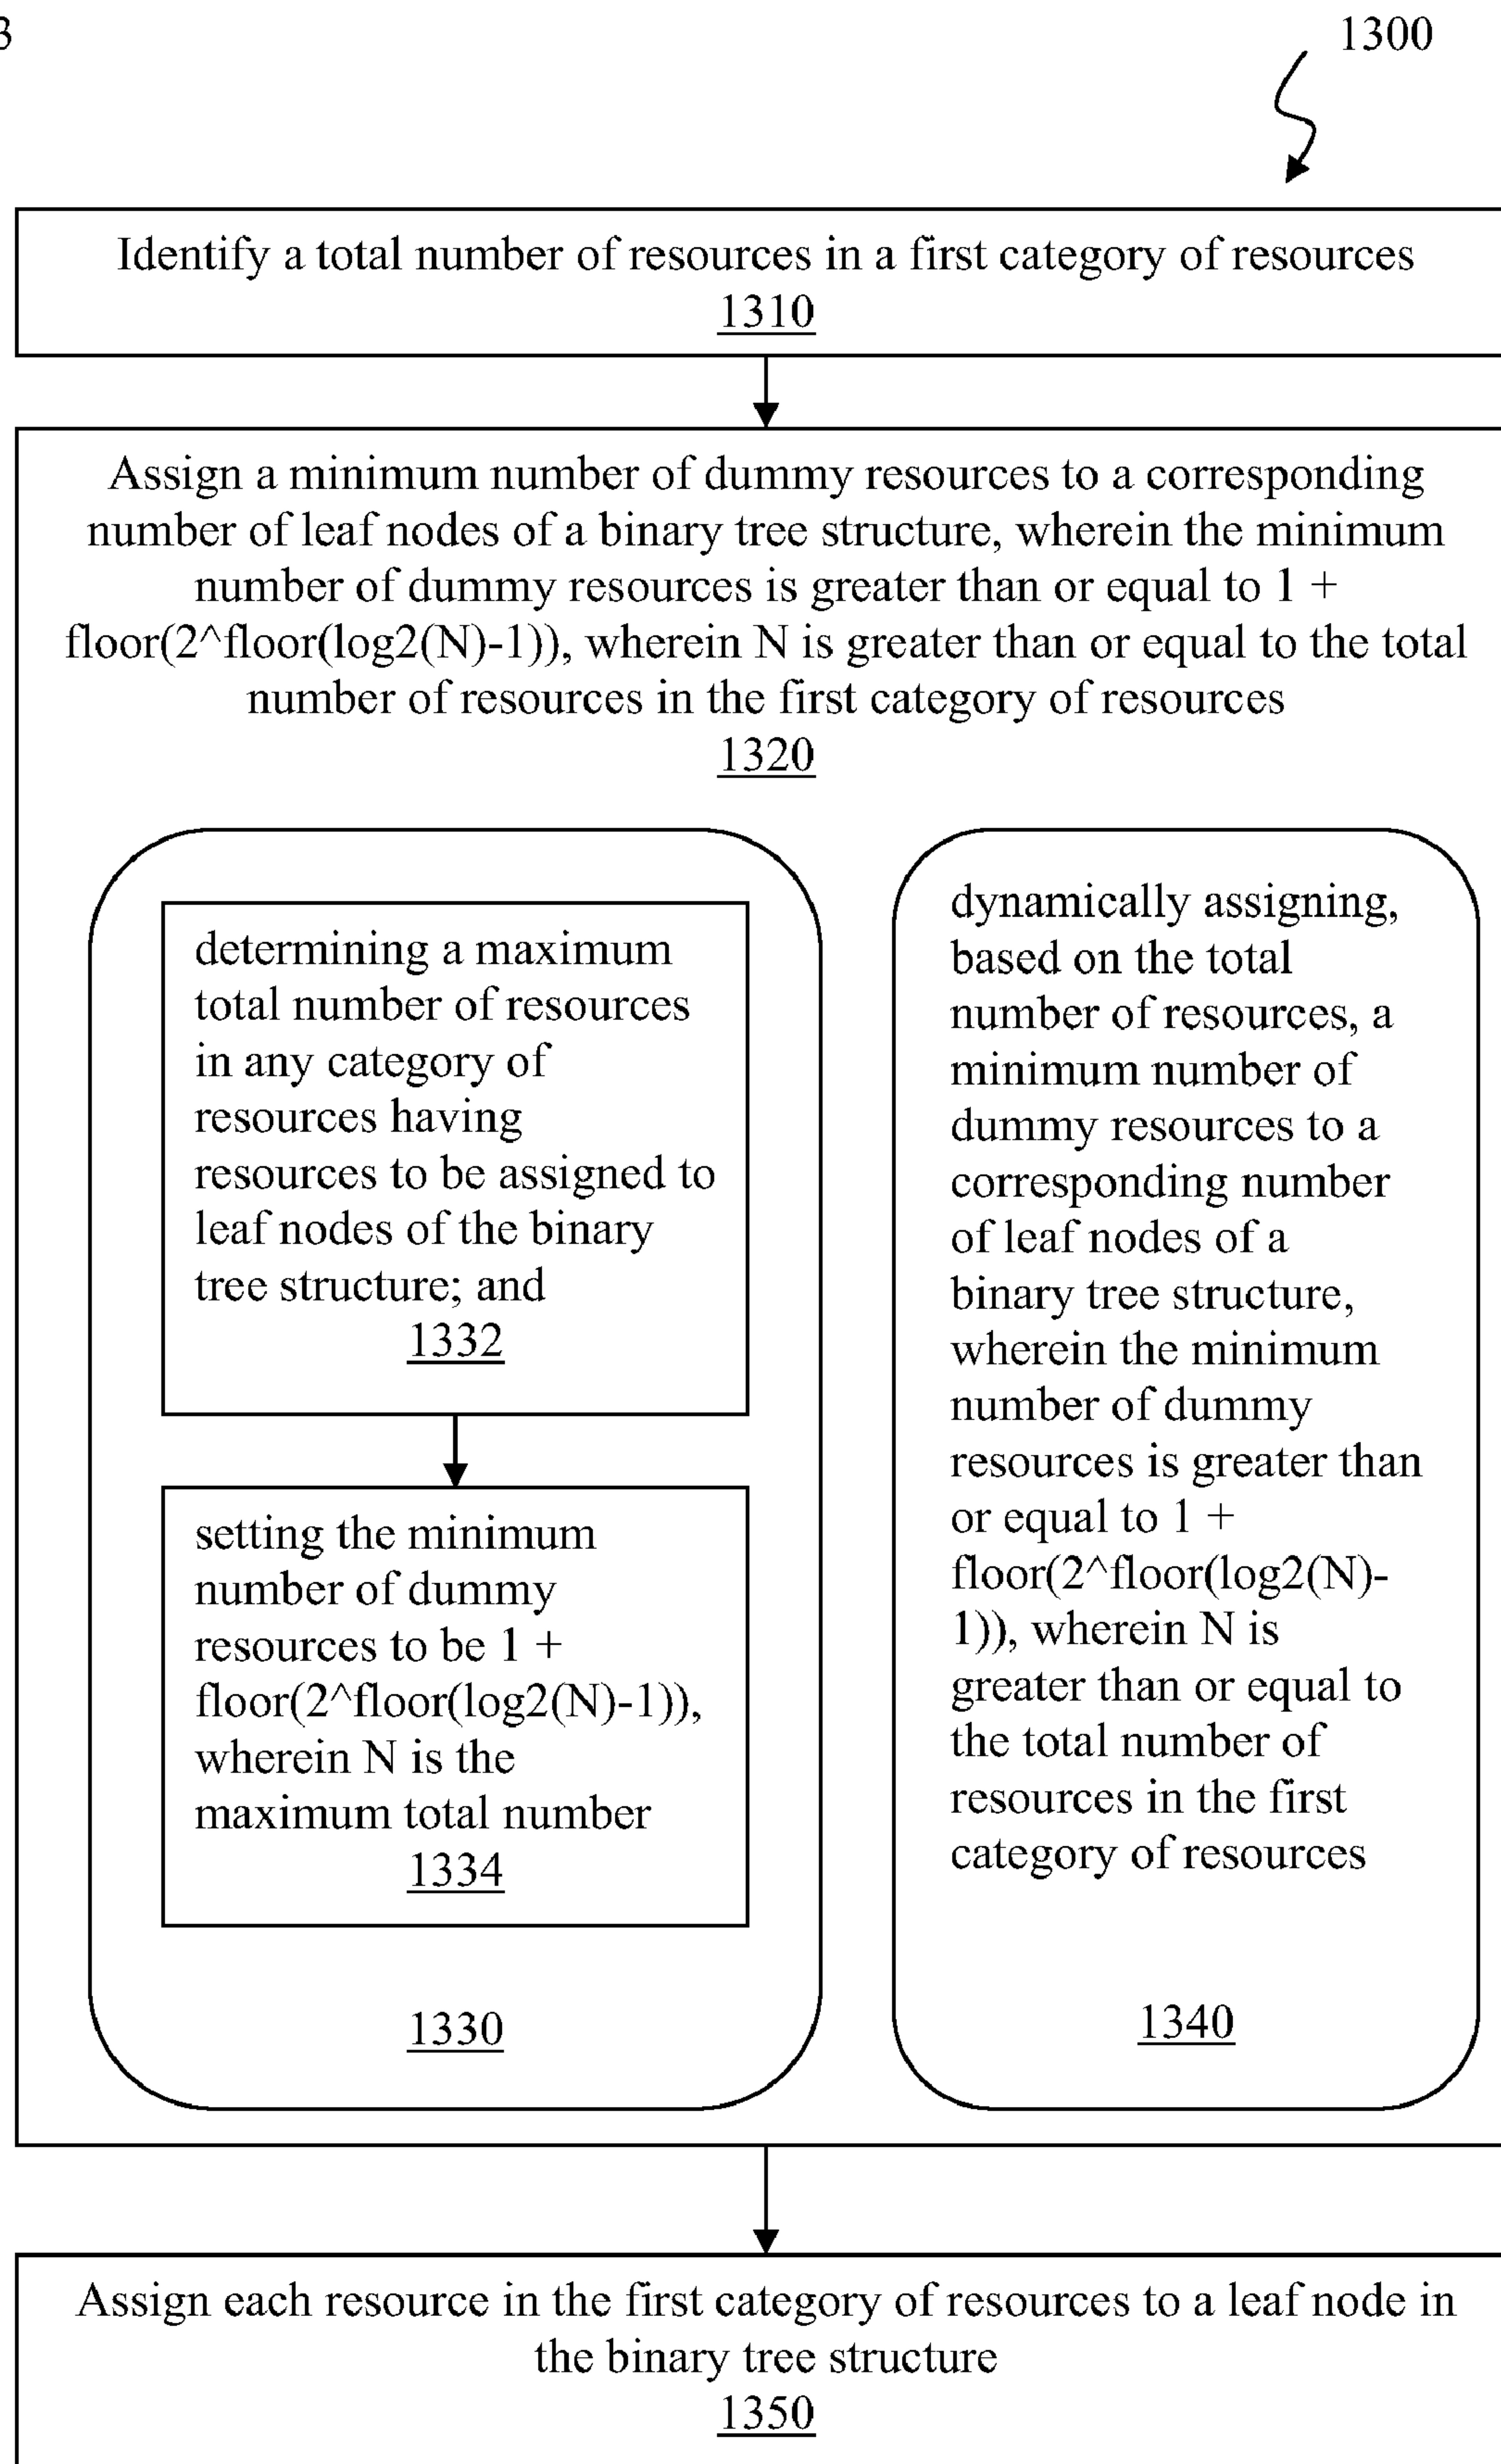 3
1300
Identify a total number of resources in a first category of resources
1310
Assign a minimum number of dummy resources to a corresponding
number of leaf nodes of a binary tree structure, wherein the minimum
number of dummy resources is greater than or equal to 1 +
floor(2^floor(log2(N)-1)), wherein N is greater than or equal to the total
number of resources in the first category of resources
1320
determining a maximum
total number of resources
in any category of
resources having
resources to be assigned to
leaf nodes of the binary
tree structure; and
1332
setting the minimum
number of dummy
resources to be 1 +
floor(2^floor(log2(N)-1)),
wherein N is the
maximum total number
1334
1330
dynamically assigning,
based on the total
number of resources, a
minimum number of
dummy resources to a
corresponding number
of leaf nodes of a
binary tree structure,
wherein the minimum
number of dummy
resources is greater than
or equal to 1 +
floor(2^floor(log2(N)-
1)), wherein N is
greater than or equal to
the total number of
resources in the first
category of resources
1340
Assign each resource in the first category of resources to a leaf node in
the binary tree structure
1350